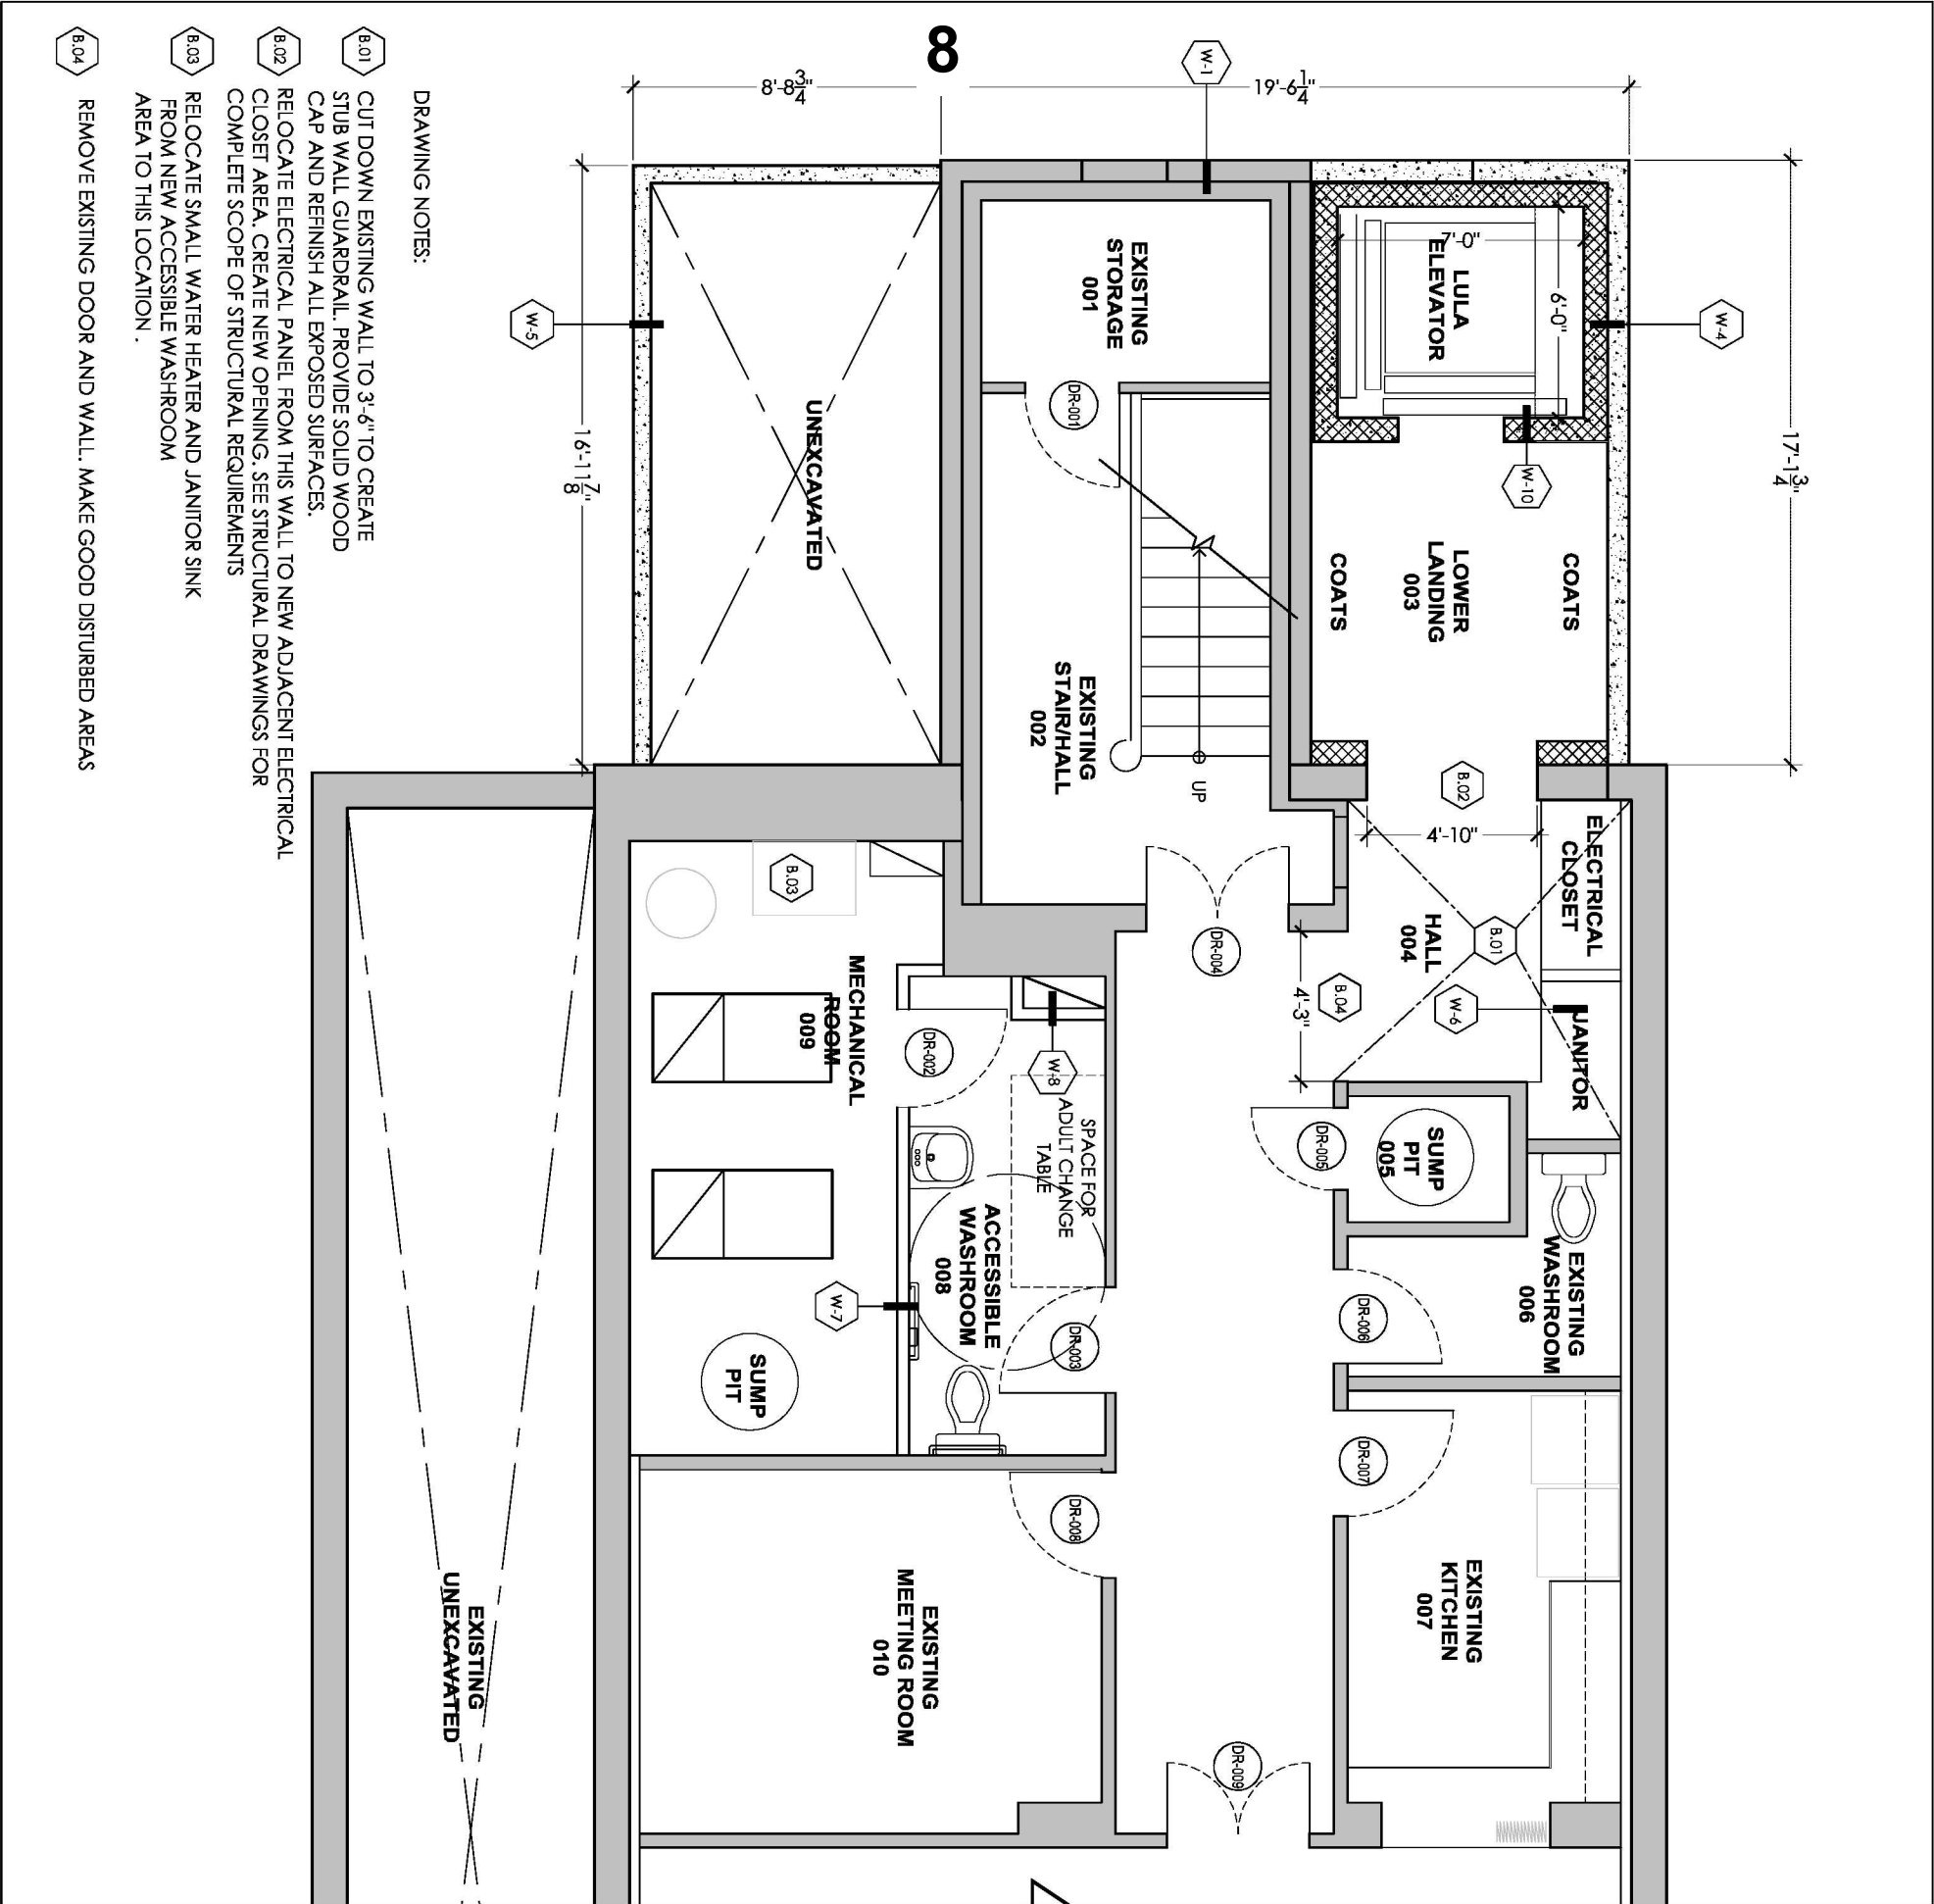 8
W-1
8'-8 3/4"
19'-6 1/4"
17'-1 3/4"
16'-11 7/8"
W-5
W-4
W-10
7'-0"
6'-0"
LULA
ELEVATOR
EXISTING
STORAGE
001
DR-001
UNEXCAVATED
COATS
LOWER
LANDING
003
COATS
EXISTING
STAIR/HALL
002
UP
B.02
4'-10"
ELECTRICAL
CLOSET
HALL
004
B.01
B.04
4'-3"
W-6
JANITOR
DR-004
B.03
MECHANICAL
ROOM
009
DR-002
W-8
SPACE FOR
ADULT CHANGE
TABLE
SUMP
PIT
005
DR-005
EXISTING
WASHROOM
006
DR-006
ACCESSIBLE
WASHROOM
008
W-7
DR-003
SUMP
PIT
DR-007
DR-008
EXISTING
KITCHEN
007
EXISTING
MEETING ROOM
010
EXISTING
UNEXCAVATED
DR-009
DRAWING NOTES:
B.01 CUT DOWN EXISTING WALL TO 3'-6" TO CREATE
STUB WALL GUARDRAIL. PROVIDE SOLID WOOD
CAP AND REFINISH ALL EXPOSED SURFACES.
B.02 RELOCATE ELECTRICAL PANEL FROM THIS WALL TO NEW ADJACENT ELECTRICAL
CLOSET AREA. CREATE NEW OPENING. SEE STRUCTURAL DRAWINGS FOR
COMPLETE SCOPE OF STRUCTURAL REQUIREMENTS
B.03 RELOCATE SMALL WATER HEATER AND JANITOR SINK
FROM NEW ACCESSIBLE WASHROOM
AREA TO THIS LOCATION .
B.04 REMOVE EXISTING DOOR AND WALL. MAKE GOOD DISTURBED AREAS